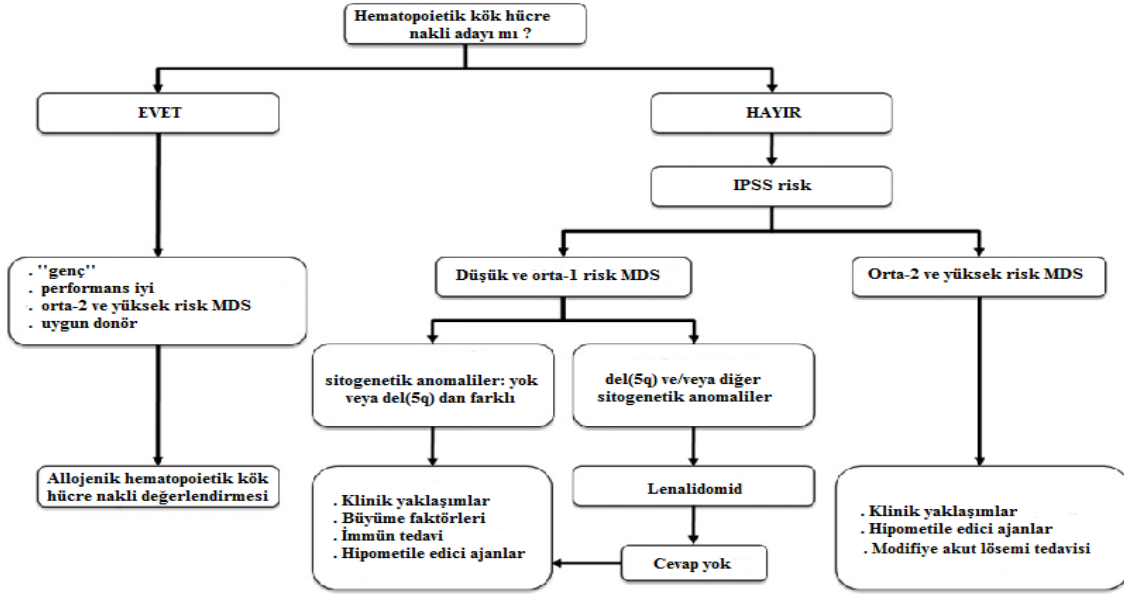 Hematopoietik kök hücre
nakli adayı mı ?
EVET
HAYIR
IPSS risk
. "genç"
. performans iyi
. orta-2 ve yüksek risk MDS
. uygun donör
Düşük ve orta-1 risk MDS
Orta-2 ve yüksek risk MDS
sitogenetik anomaliler: yok
veya del(5q) dan farklı
del(5q) ve/veya diğer
sitogenetik anomaliler
Allojenik hematopoietik kök
hücre nakli değerlendirmesi
. Klinik yaklaşımlar
. Büyüme faktörleri
. İmmün tedavi
. Hipometile edici ajanlar
Lenalidomid
Cevap yok
. Klinik yaklaşımlar
. Hipometile edici ajanlar
. Modifiye akut lösemi tedavisi